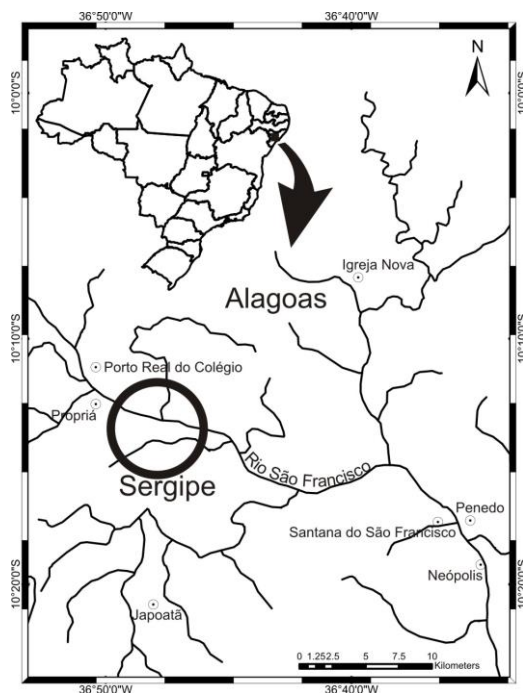 36°50'0"W
36°40'0"W
N
10°0'0"S
10°0'0"S
Igreja Nova
Alagoas
10°10'0"S
10°10'0"S
Porto Real do Colégio
Propriá
Rio São Francisco
Sergipe
Penedo
Santana do São Francisco
Neópolis
10°20'0"S
10°20'0"S
Japoatã
0 1.25 2.5 5 7.5 10
Kilometers
36°50'0"W
36°40'0"W